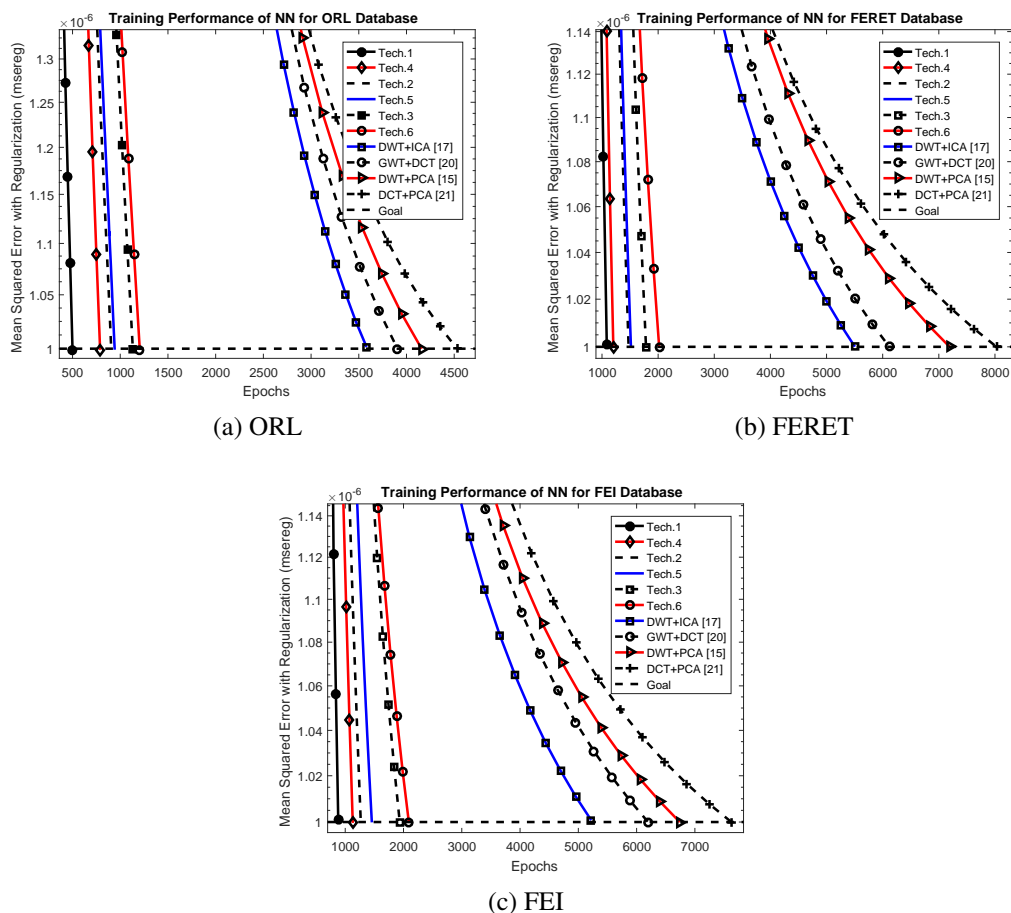 Training Performance of NN for ORL Database
×10⁻⁶
Mean Squared Error with Regularization (msereg)
1.3
1.25
1.2
1.15
1.1
1.05
1
500 1000 1500 2000 2500 3000 3500 4000 4500
Epochs
Tech.1
Tech.4
Tech.2
Tech.5
Tech.3
Tech.6
DWT+ICA [17]
GWT+DCT [20]
DWT+PCA [15]
DCT+PCA [21]
Goal
(a) ORL
Training Performance of NN for FERET Database
×10⁻⁶
Mean Squared Error with Regularization (msereg)
1.14
1.12
1.1
1.08
1.06
1.04
1.02
1
1000 2000 3000 4000 5000 6000 7000 8000
Epochs
Tech.1
Tech.4
Tech.2
Tech.5
Tech.3
Tech.6
DWT+ICA [17]
GWT+DCT [20]
DWT+PCA [15]
DCT+PCA [21]
Goal
(b) FERET
Training Performance of NN for FEI Database
×10⁻⁶
Mean Squared Error with Regularization (msereg)
1.14
1.12
1.1
1.08
1.06
1.04
1.02
1
1000 2000 3000 4000 5000 6000 7000
Epochs
Tech.1
Tech.4
Tech.2
Tech.5
Tech.3
Tech.6
DWT+ICA [17]
GWT+DCT [20]
DWT+PCA [15]
DCT+PCA [21]
Goal
(c) FEI